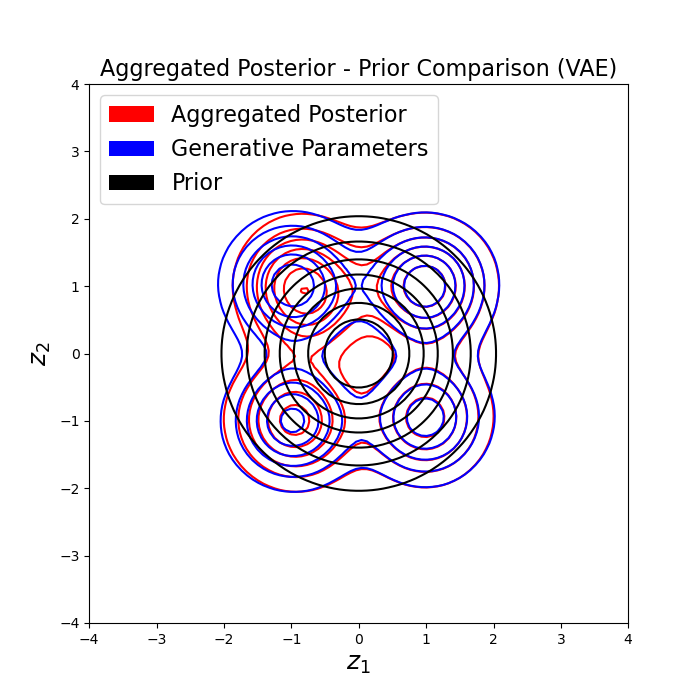 Aggregated Posterior - Prior Comparison (VAE)
4
Aggregated Posterior
3
Generative Parameters
Prior
2
1
z₂
0
−1
−2
−3
−4
−4 −3 −2 −1 0 1 2 3 4
z₁